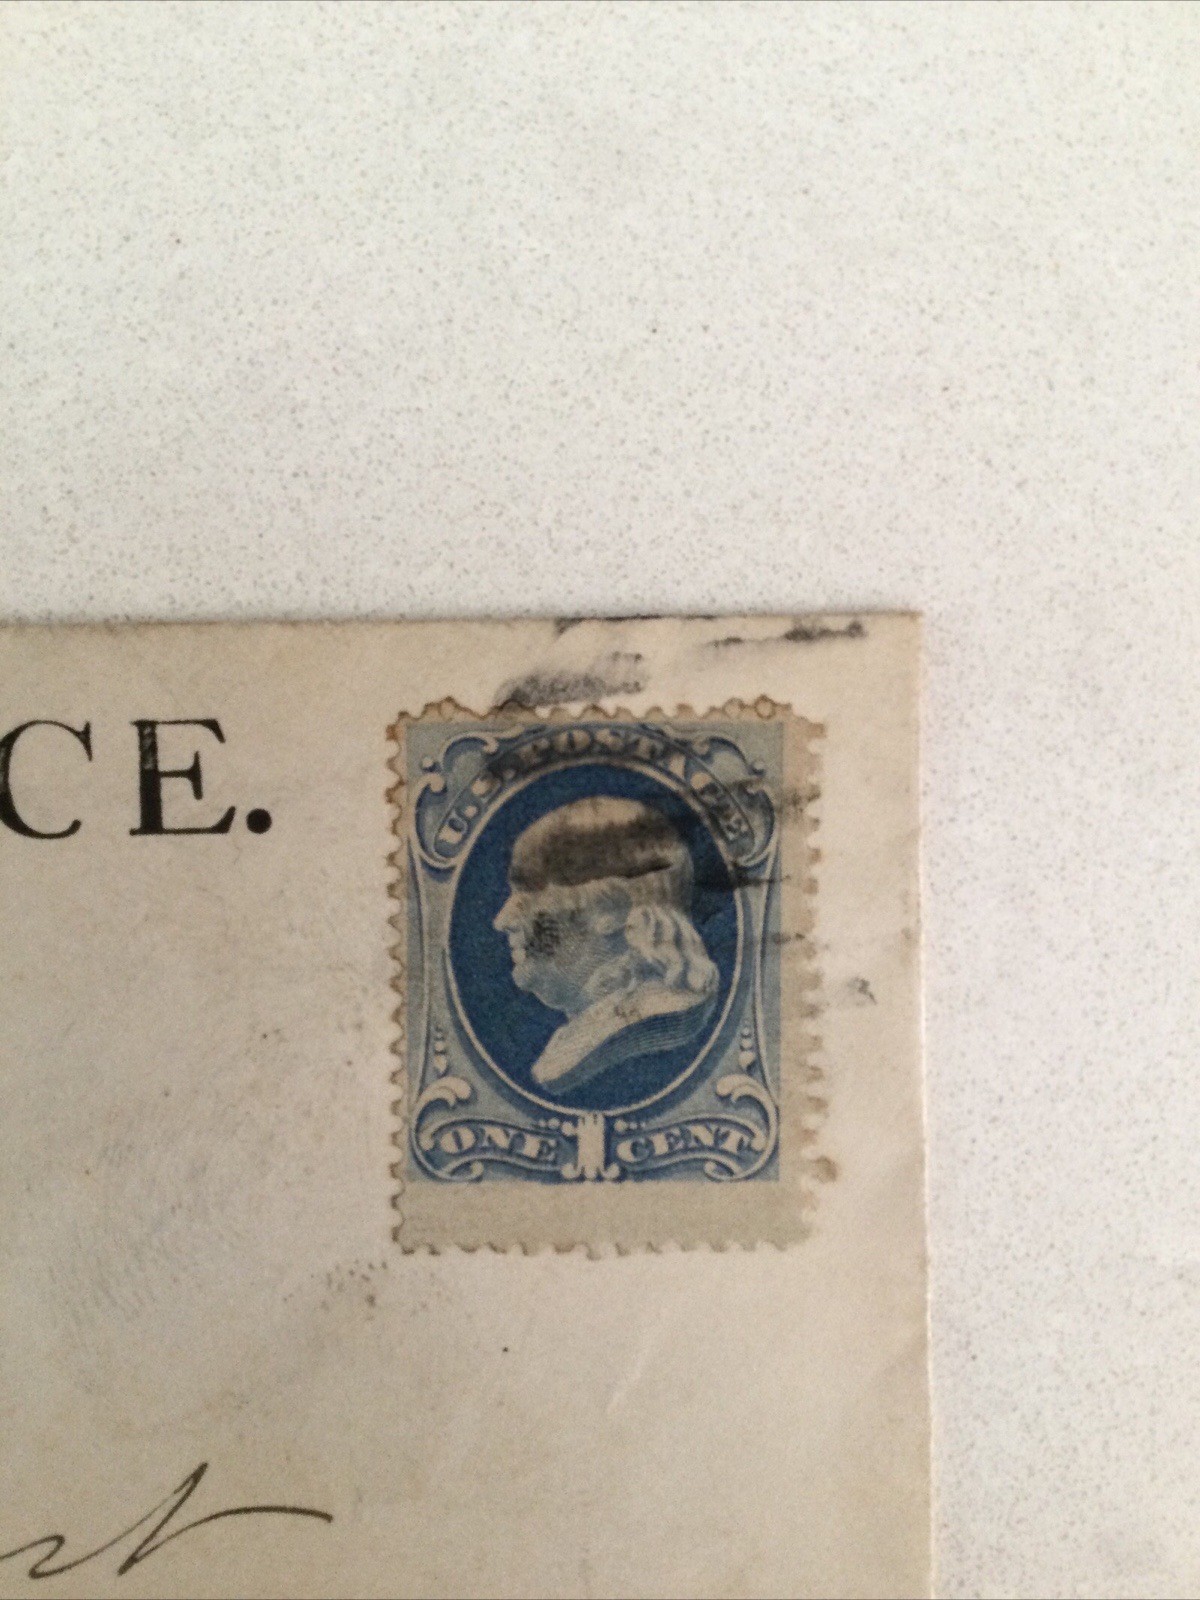 CE.
U.S. POSTAGE
ONE 1 CENT